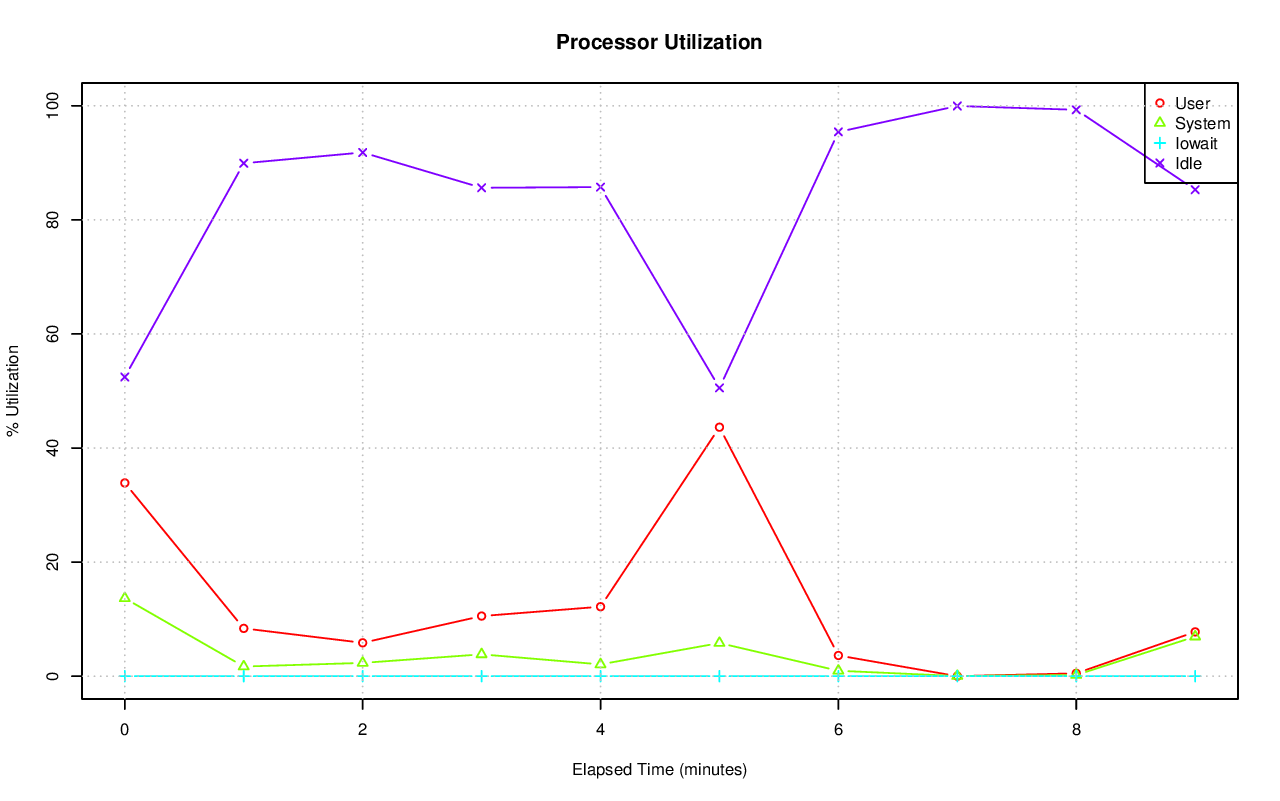 Processor Utilization
User
System
Iowait
Idle
100
80
60
40
20
0
% Utilization
0 2 4 6 8
Elapsed Time (minutes)